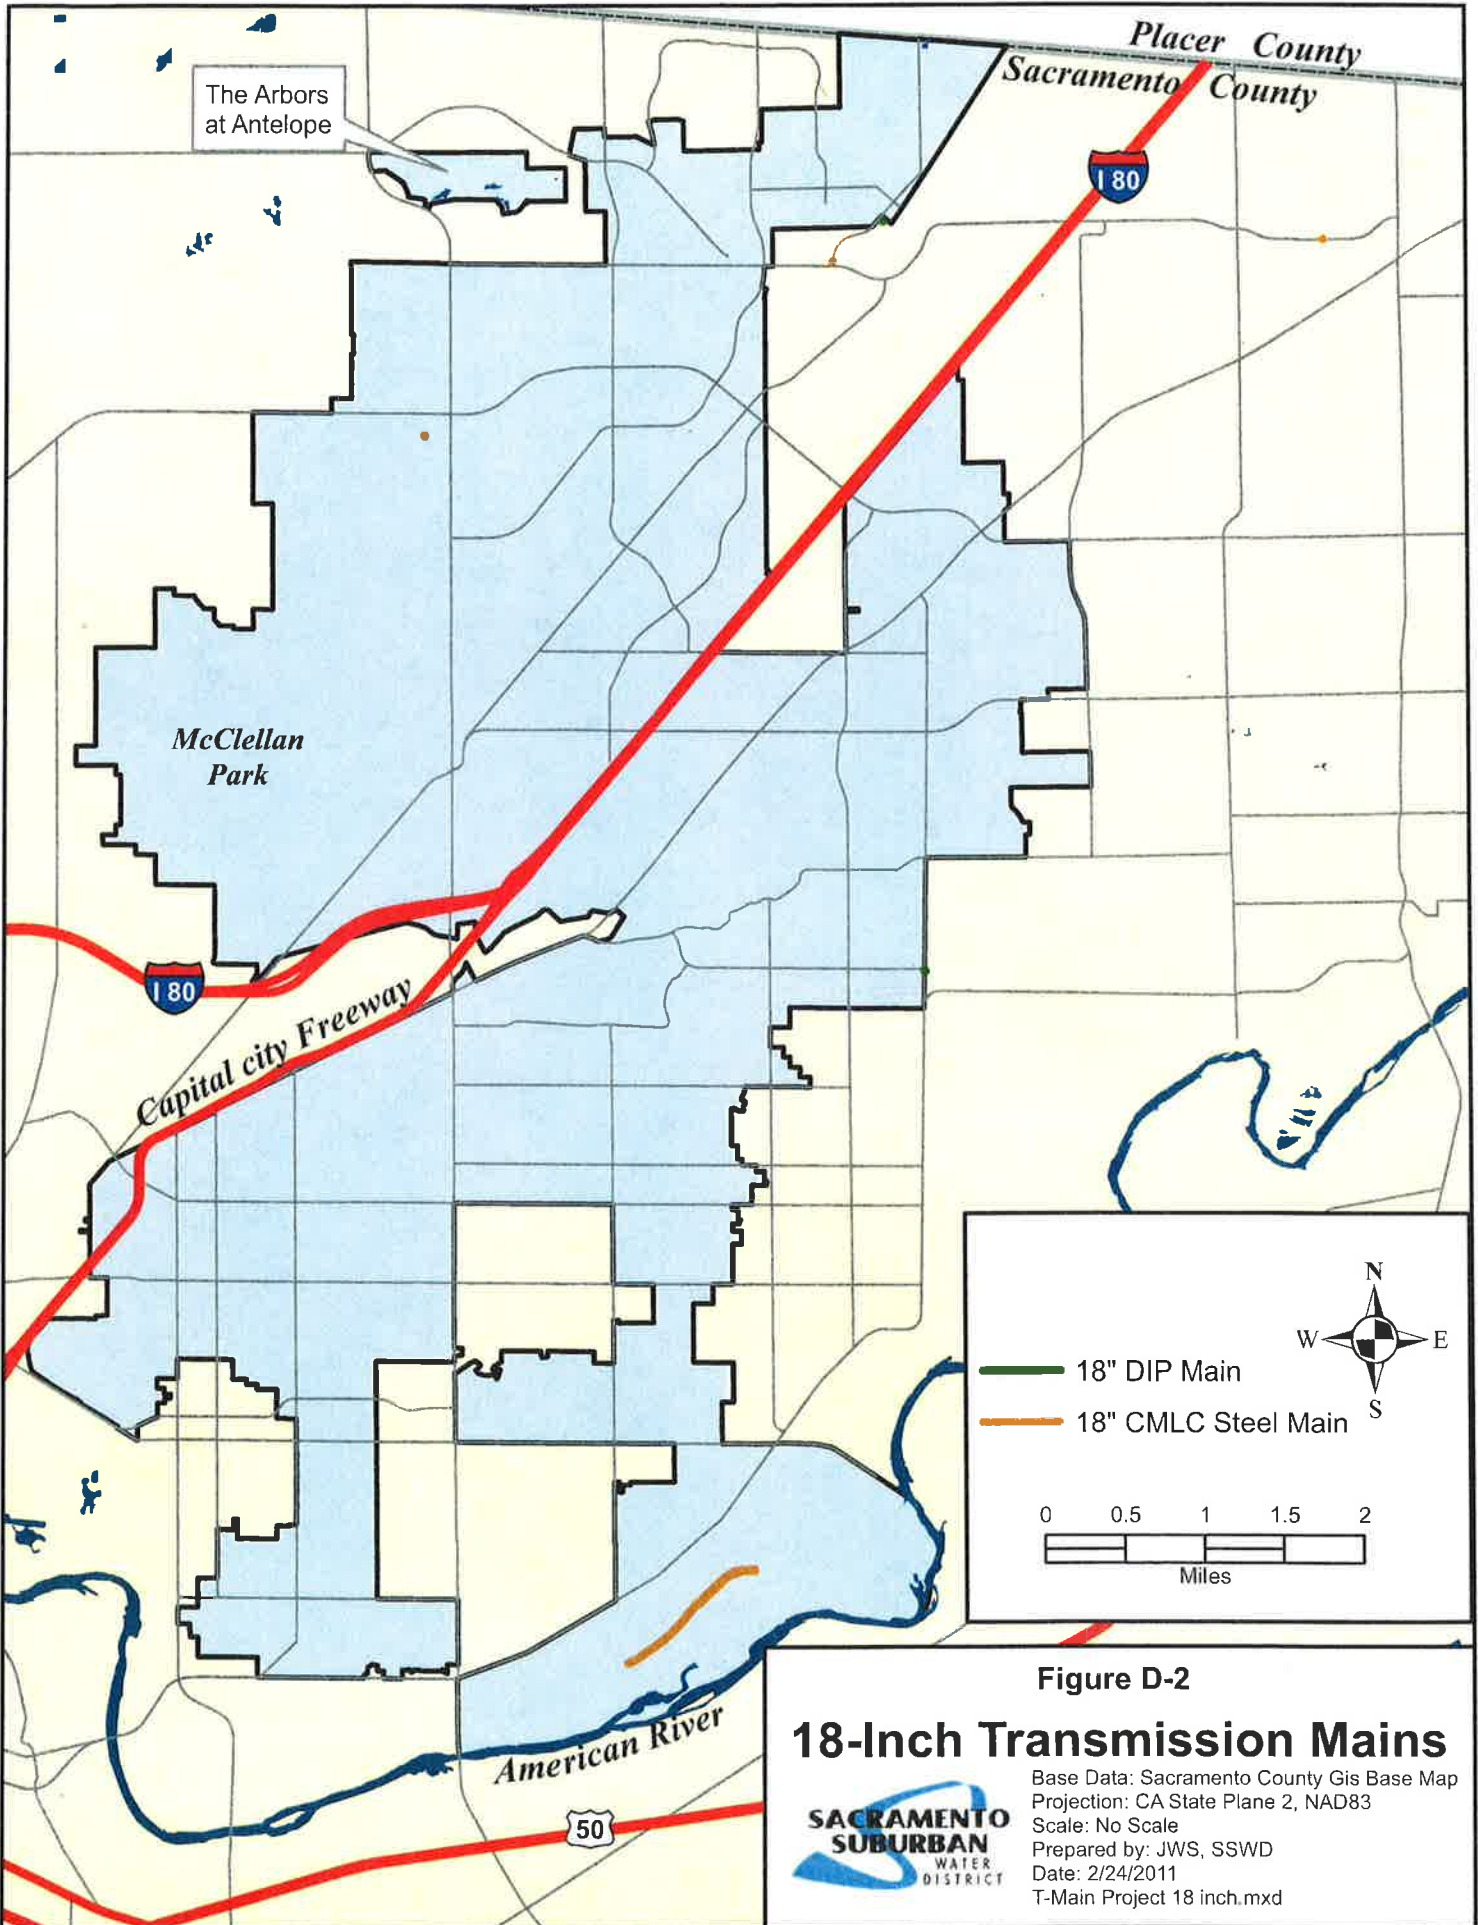 Placer County
Sacramento County
The Arbors
at Antelope
I 80
McClellan
Park
I 80
Capital city Freeway
N
W E
S
18" DIP Main
18" CMLC Steel Main
0 0.5 1 1.5 2
Miles
American River
50
Figure D-2
18-Inch Transmission Mains
SACRAMENTO
SUBURBAN
WATER
DISTRICT
Base Data: Sacramento County Gis Base Map
Projection: CA State Plane 2, NAD83
Scale: No Scale
Prepared by: JWS, SSWD
Date: 2/24/2011
T-Main Project 18 inch.mxd